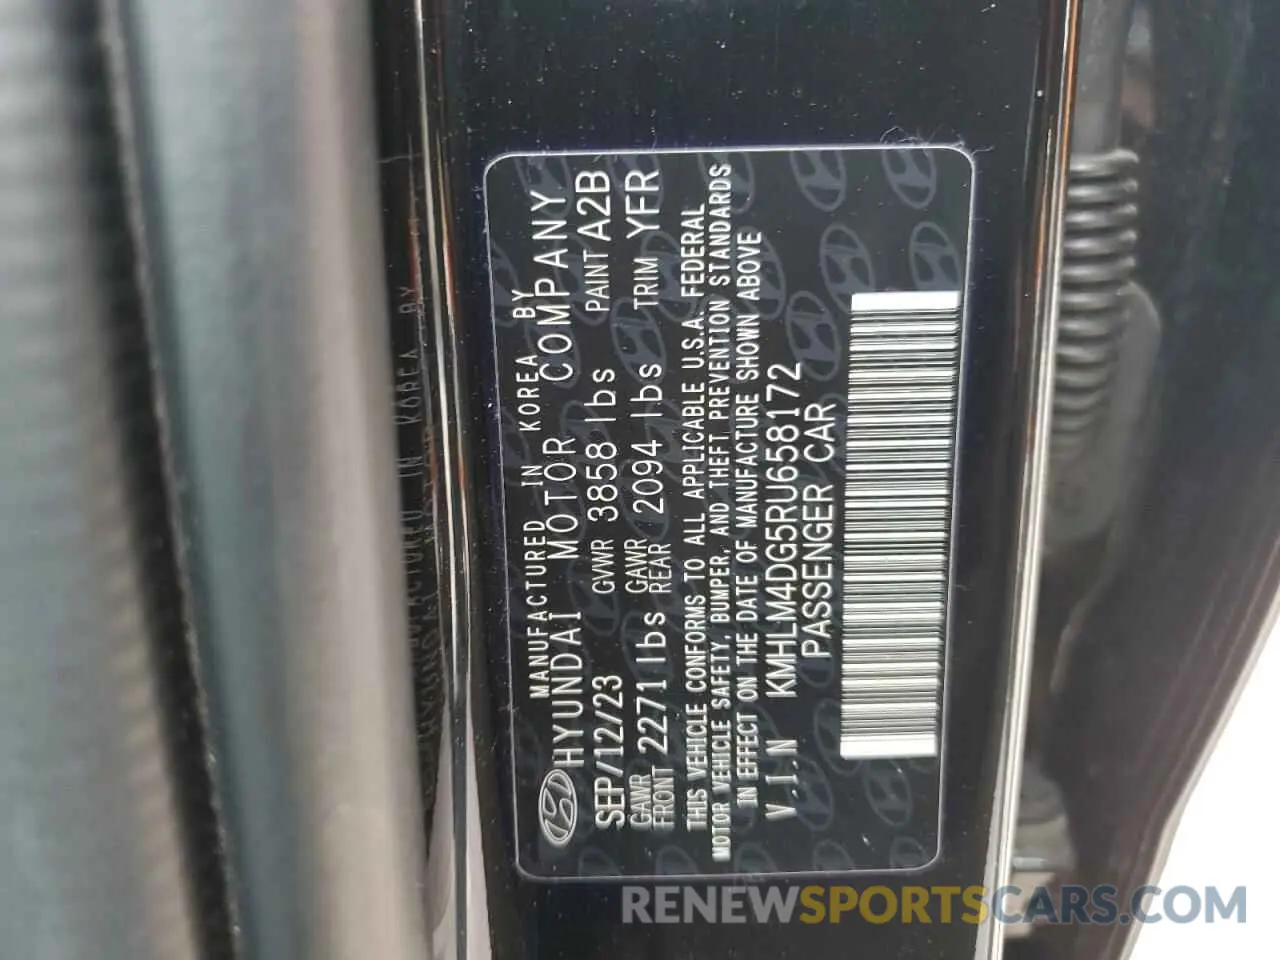 MANUFACTURED IN KOREA BY
HYUNDAI MOTOR COMPANY
SEP/12/23 GVWR 3858 lbs PAINT A2B
GAWR FRONT 2271 lbs GAWR REAR 2094 lbs TRIM YFR
THIS VEHICLE CONFORMS TO ALL APPLICABLE U.S.A. FEDERAL
MOTOR VEHICLE SAFETY, BUMPER, AND THEFT PREVENTION STANDARDS
IN EFFECT ON THE DATE OF MANUFACTURE SHOWN ABOVE
V.I.N KMHLM4DG5RU658172
PASSENGER CAR
RENEWSPORTSCARS.COM